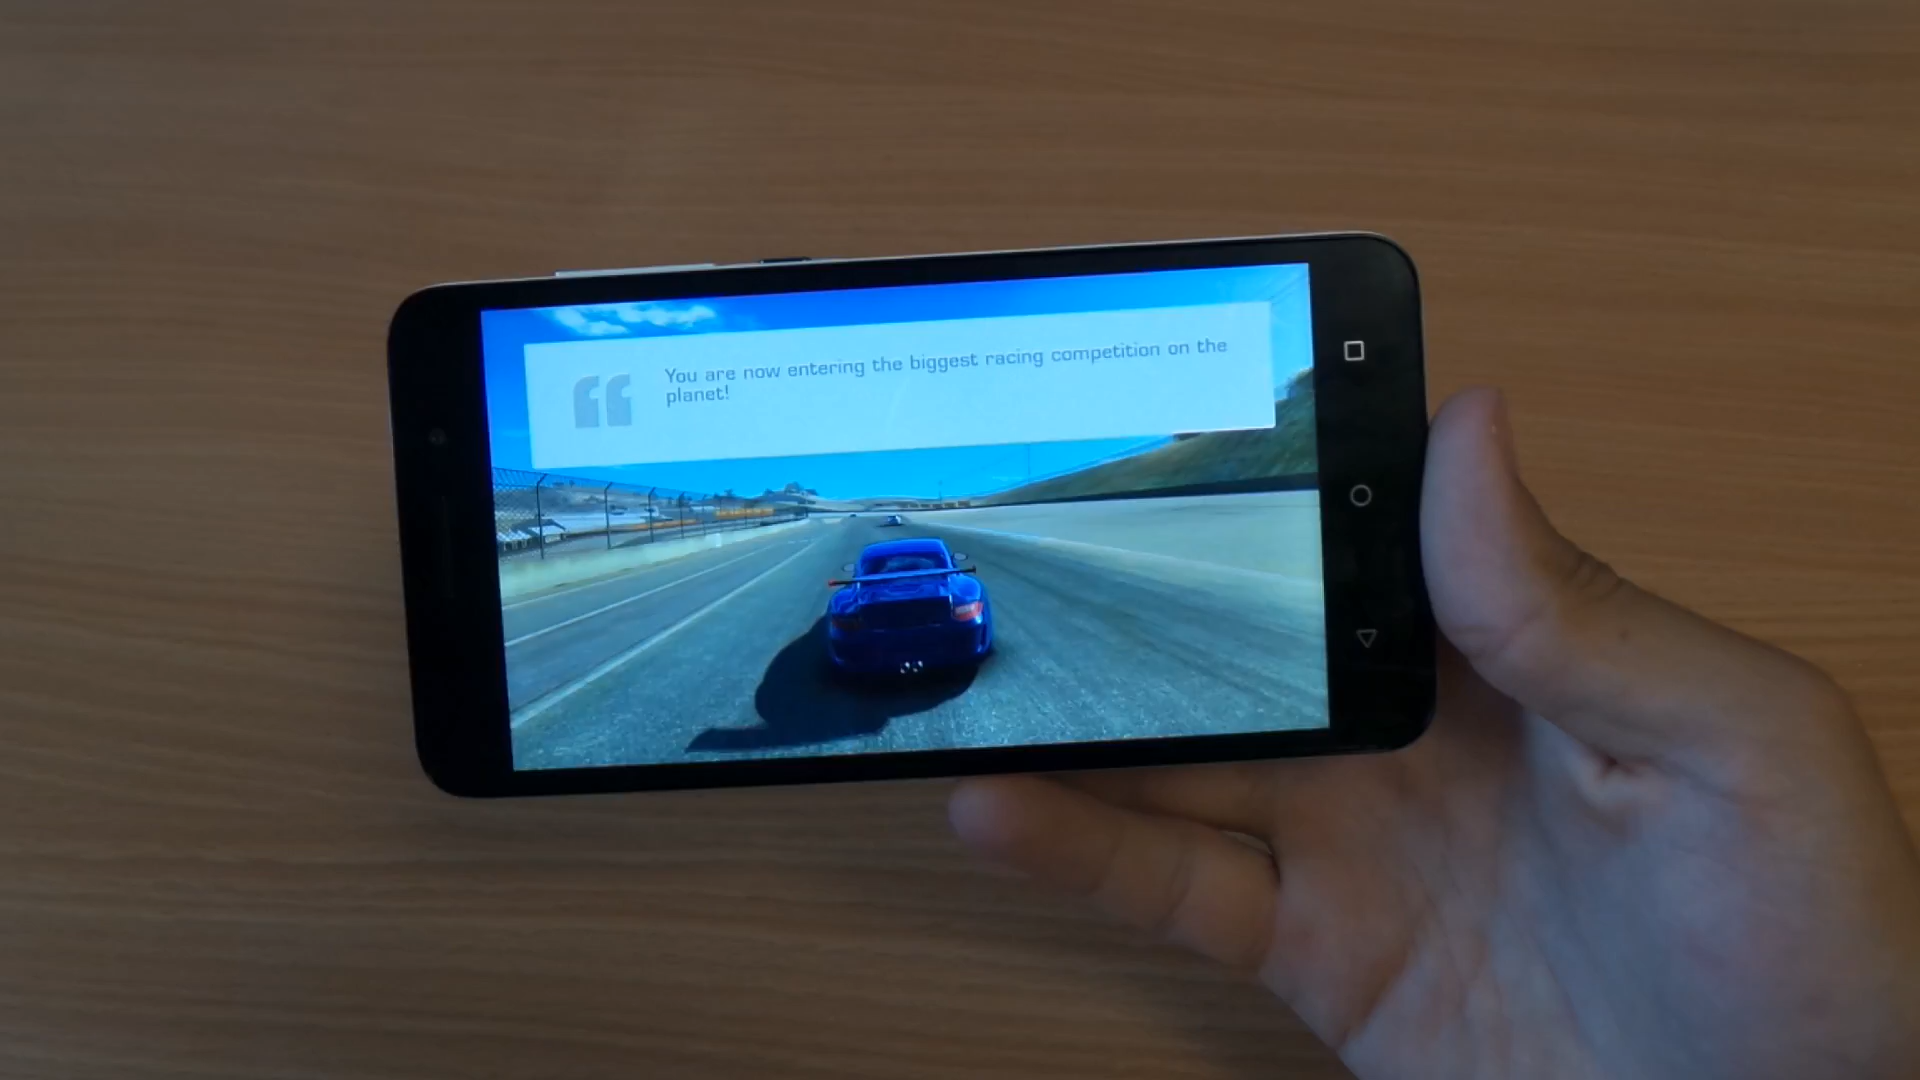 You are now entering the biggest racing competition on the
planet!